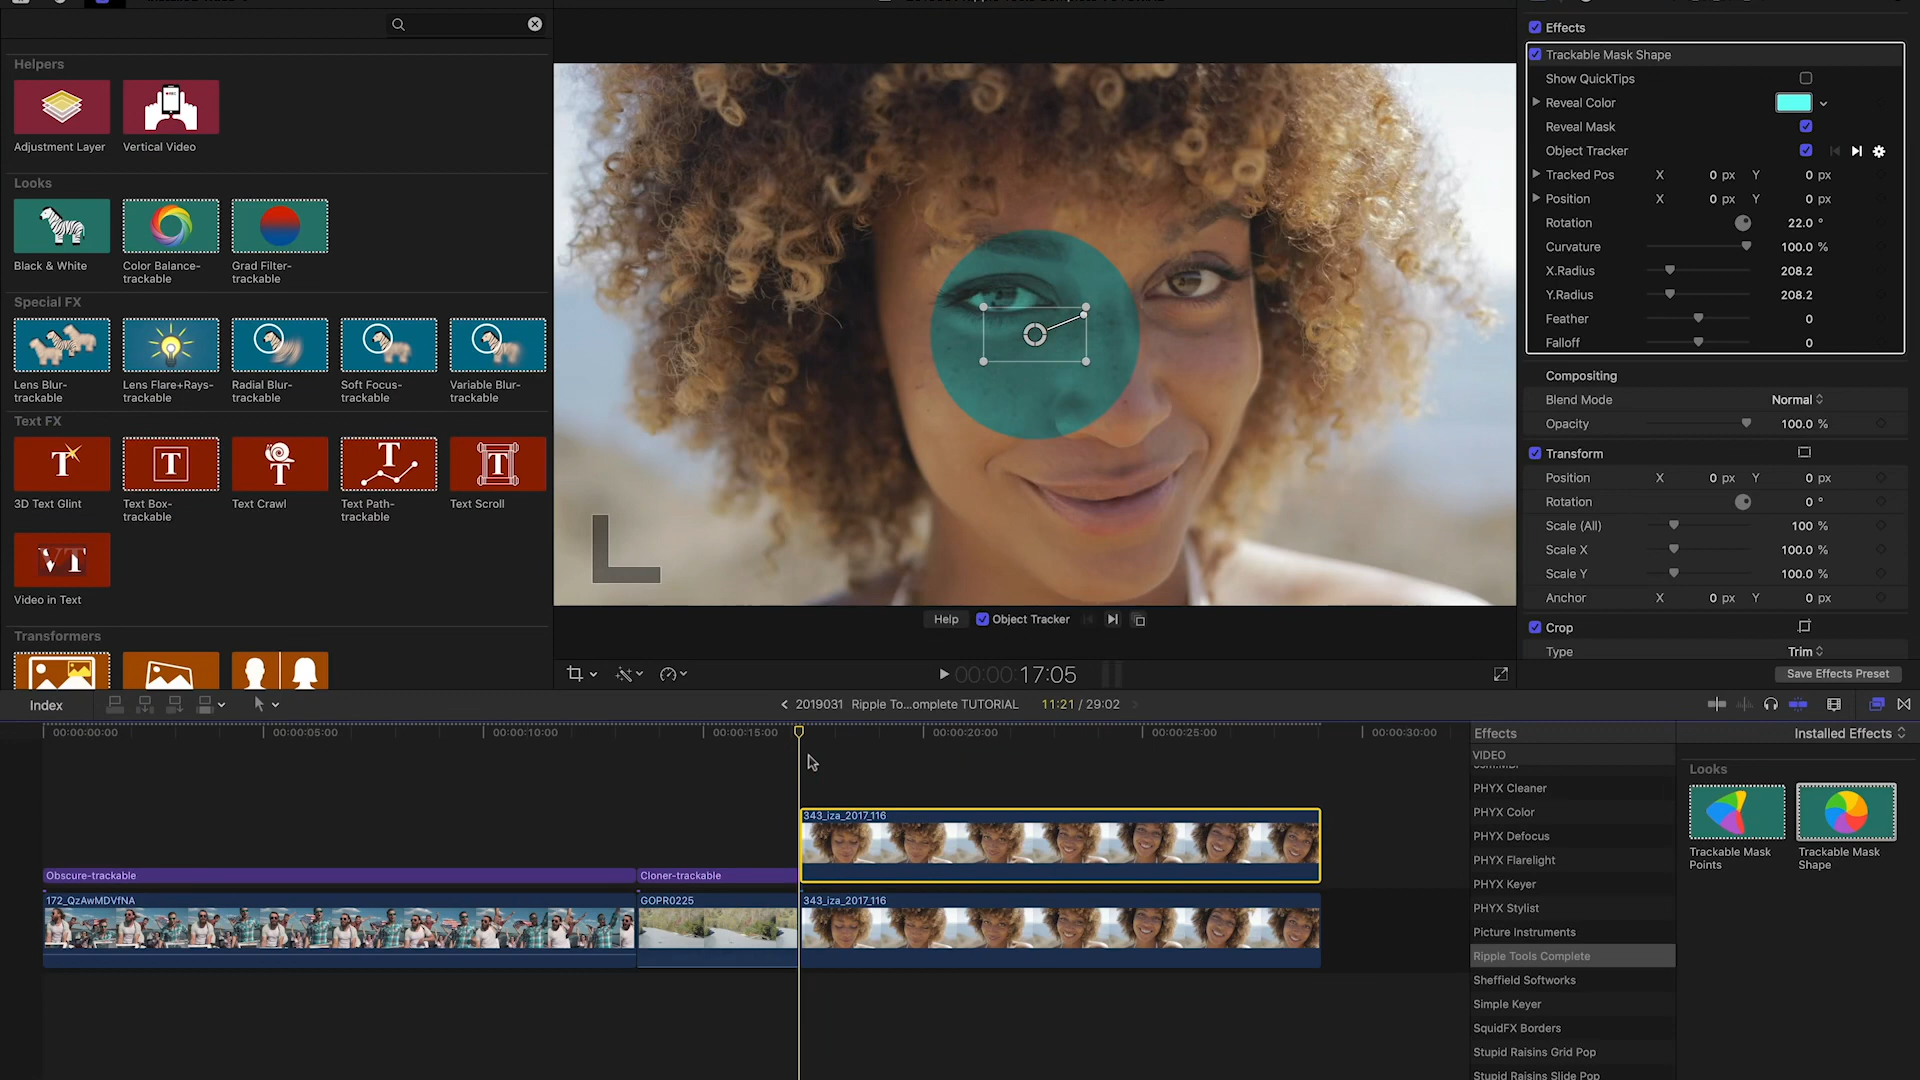 Helpers
Adjustment Layer
Vertical Video
Looks
Black & White
Color Balance-
trackable
Grad Filter-
trackable
Special FX
Lens Blur-
trackable
Lens Flare+Rays-
trackable
Radial Blur-
trackable
Soft Focus-
trackable
Variable Blur-
trackable
Text FX
3D Text Glint
Text Box-
trackable
Text Crawl
Text Path-
trackable
Text Scroll
Video in Text
Transformers
Help
Object Tracker
00:00:17:05
Effects
Trackable Mask Shape
Show QuickTips
Reveal Color
Reveal Mask
Object Tracker
Tracked Pos X 0 px Y 0 px
Position X 0 px Y 0 px
Rotation 22.0 °
Curvature 100.0 %
X.Radius 208.2
Y.Radius 208.2
Feather 0
Falloff 0
Compositing
Blend Mode Normal
Opacity 100.0 %
Transform
Position X 0 px Y 0 px
Rotation 0 °
Scale (All) 100 %
Scale X 100.0 %
Scale Y 100.0 %
Anchor X 0 px Y 0 px
Crop
Type Trim
Save Effects Preset
Index
2019031 Ripple To...omplete TUTORIAL
11:21 / 29:02
00:00:00:00
00:00:05:00
00:00:10:00
00:00:15:00
00:00:20:00
00:00:25:00
00:00:30:00
343_iza_2017_116
Obscure-trackable
Cloner-trackable
172_QzAwMDVfNA
GOPR0225
343_iza_2017_116
Effects
Installed Effects
VIDEO
PHYX Cleaner
PHYX Color
PHYX Defocus
PHYX Flarelight
PHYX Keyer
PHYX Stylist
Picture Instruments
Ripple Tools Complete
Sheffield Softworks
Simple Keyer
SquidFX Borders
Stupid Raisins Grid Pop
Stupid Raisins Slide Pop
Looks
Trackable Mask
Points
Trackable Mask
Shape